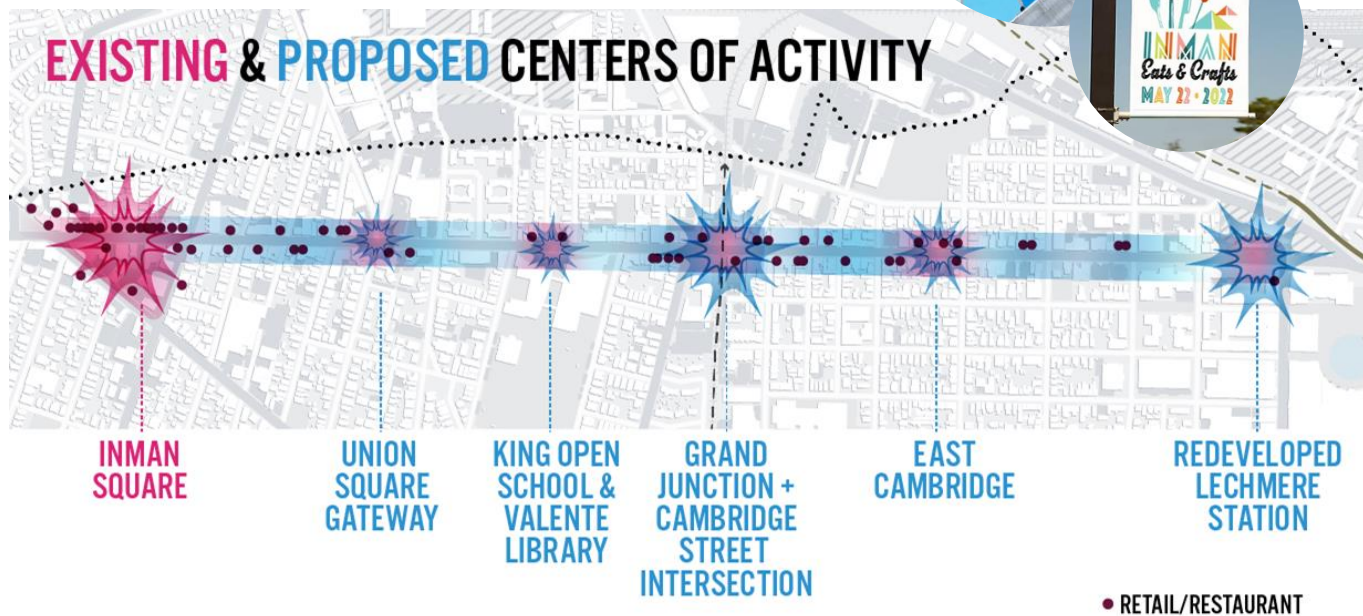 EXISTING & PROPOSED CENTERS OF ACTIVITY
INMAN
Eats & Crafts
MAY 22 • 2022
INMAN
SQUARE
UNION
SQUARE
GATEWAY
KING OPEN
SCHOOL &
VALENTE
LIBRARY
GRAND
JUNCTION +
CAMBRIDGE
STREET
INTERSECTION
EAST
CAMBRIDGE
REDEVELOPED
LECHMERE
STATION
RETAIL/RESTAURANT